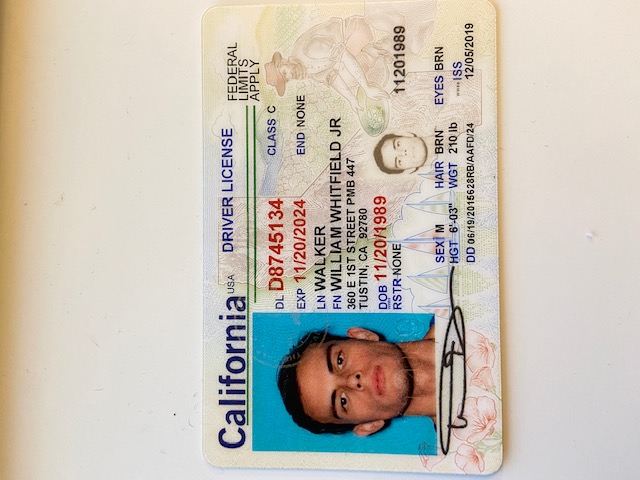 California USA DRIVER LICENSE
FEDERAL
LIMITS
APPLY
DL D8745134 CLASS C
EXP 11/20/2024 END NONE
LN WALKER
FN WILLIAM WHITFIELD JR
360 E 1ST STREET PMB 447
TUSTIN, CA 92780
DOB 11/20/1989
RSTR NONE 11201989
SEX M HAIR BRN EYES BRN
HGT 6'-03" WGT 210 lb ISS
DD 06/19/2015628RB/AAFD/24 12/05/2019